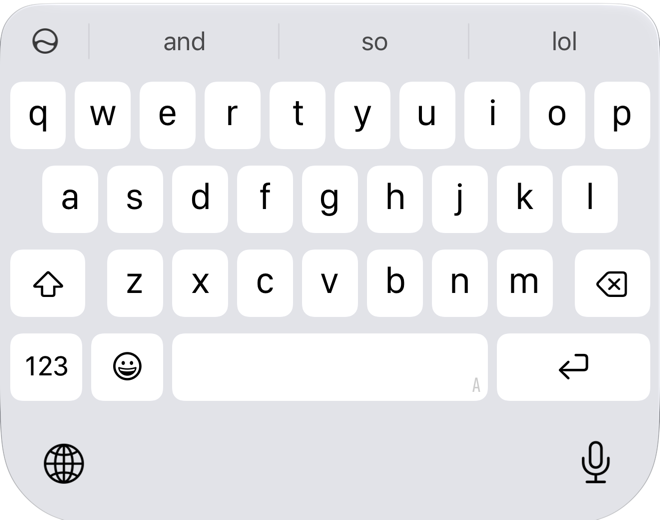 and so lol
q w e r t y u i o p
a s d f g h j k l
z x c v b n m
123
A